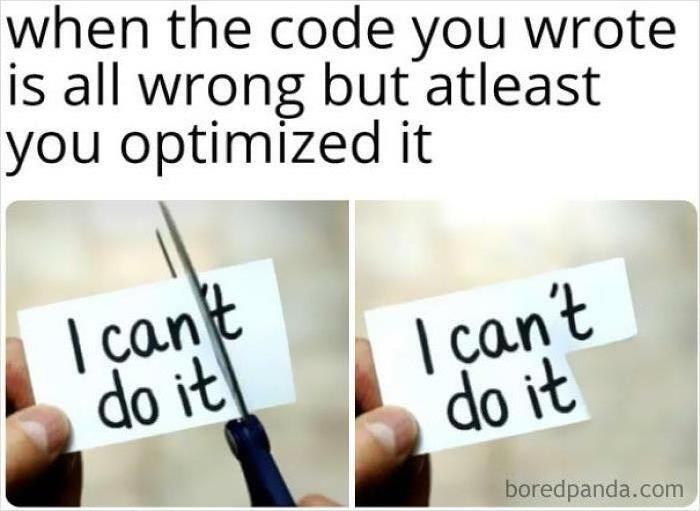 when the code you wrote
is all wrong but atleast
you optimized it
I can't
do it
I can't
do it
boredpanda.com